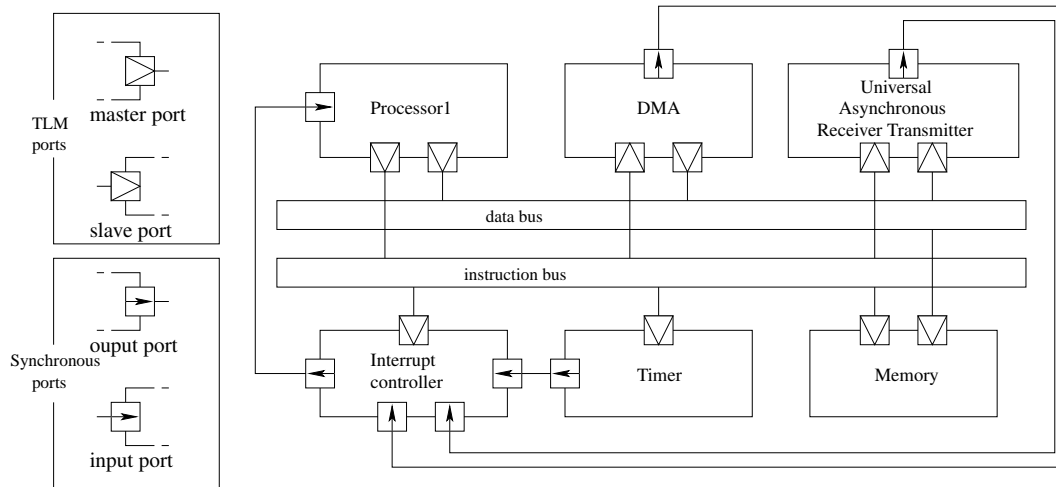 TLM
ports
master port
slave port
Synchronous
ports
ouput port
input port
Processor1
DMA
Universal
Asynchronous
Receiver Transmitter
data bus
instruction bus
Interrupt
controller
Timer
Memory